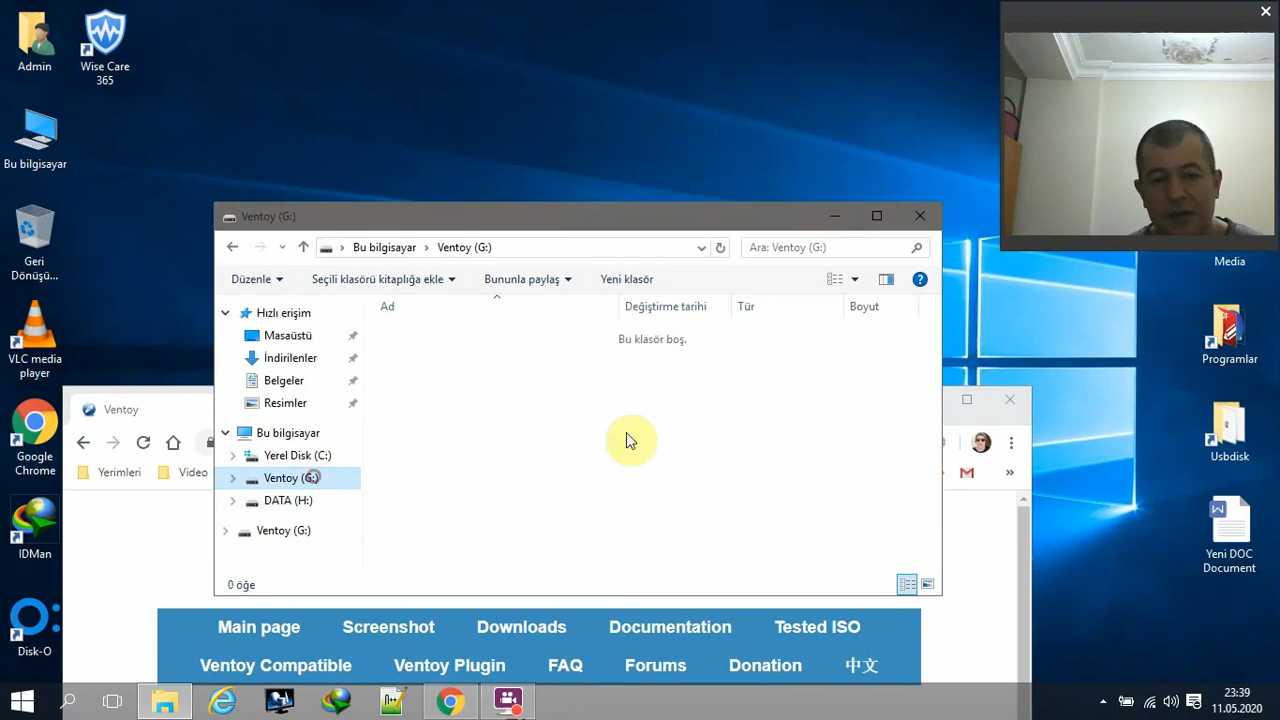 Admin
Wise Care
365
Bu bilgisayar
Geri
Dönüşü...
VLC media
player
Google
Chrome
IDMan
Disk-O
Ventoy (G:)
Bu bilgisayar
Ventoy (G:)
Ara: Ventoy (G:)
Düzenle
Seçili klasörü kitaplığa ekle
Bununla paylaş
Yeni klasör
Ad
Değiştirme tarihi
Tür
Boyut
Bu klasör boş.
Hızlı erişim
Masaüstü
İndirilenler
Belgeler
Resimler
Bu bilgisayar
Yerel Disk (C:)
Ventoy (G:)
DATA (H:)
Ventoy (G:)
0 öğe
Ventoy
Yerimleri
Video
Main page
Screenshot
Downloads
Documentation
Tested ISO
Ventoy Compatible
Ventoy Plugin
FAQ
Forums
Donation
中文
Media
Programlar
Usbdisk
Yeni DOC
Document
23:39
11.05.2020